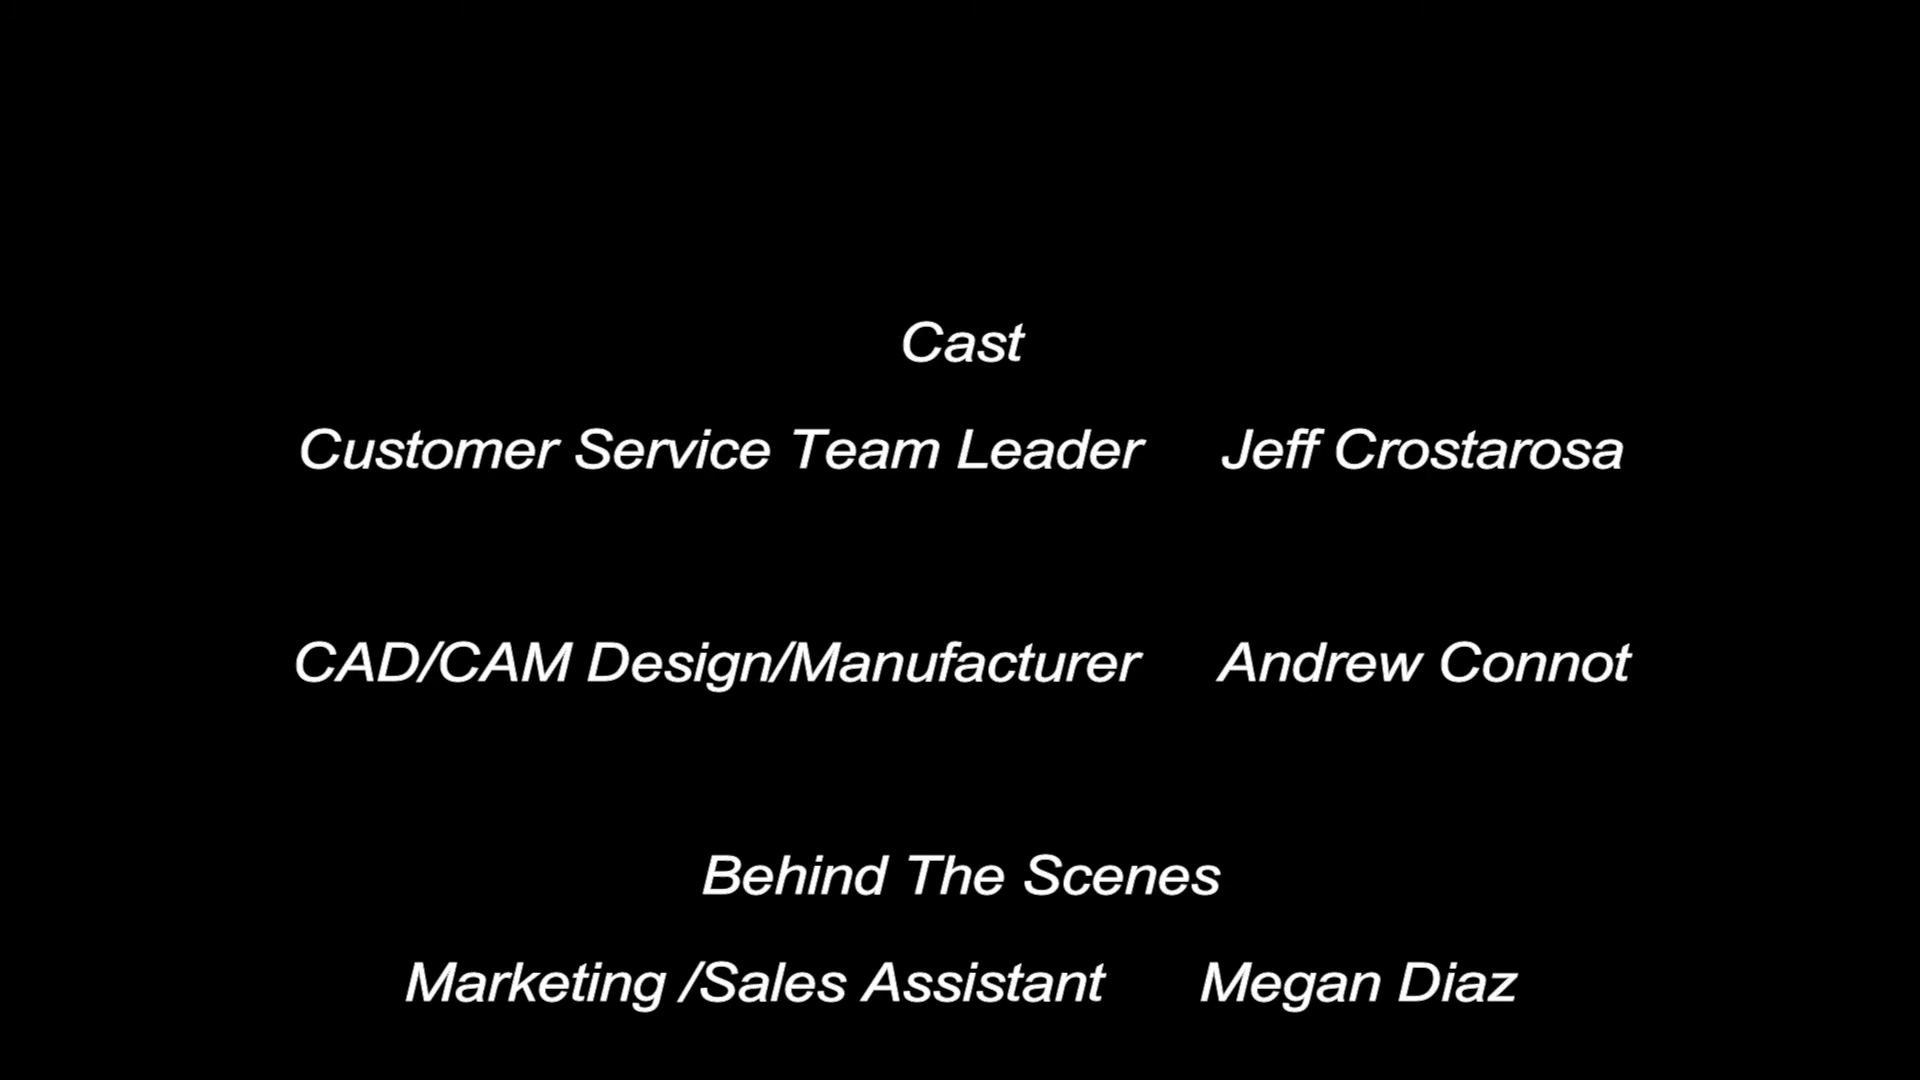 Cast
Customer Service Team Leader Jeff Crostarosa
CAD/CAM Design/Manufacturer Andrew Connot
Behind The Scenes
Marketing /Sales Assistant Megan Diaz